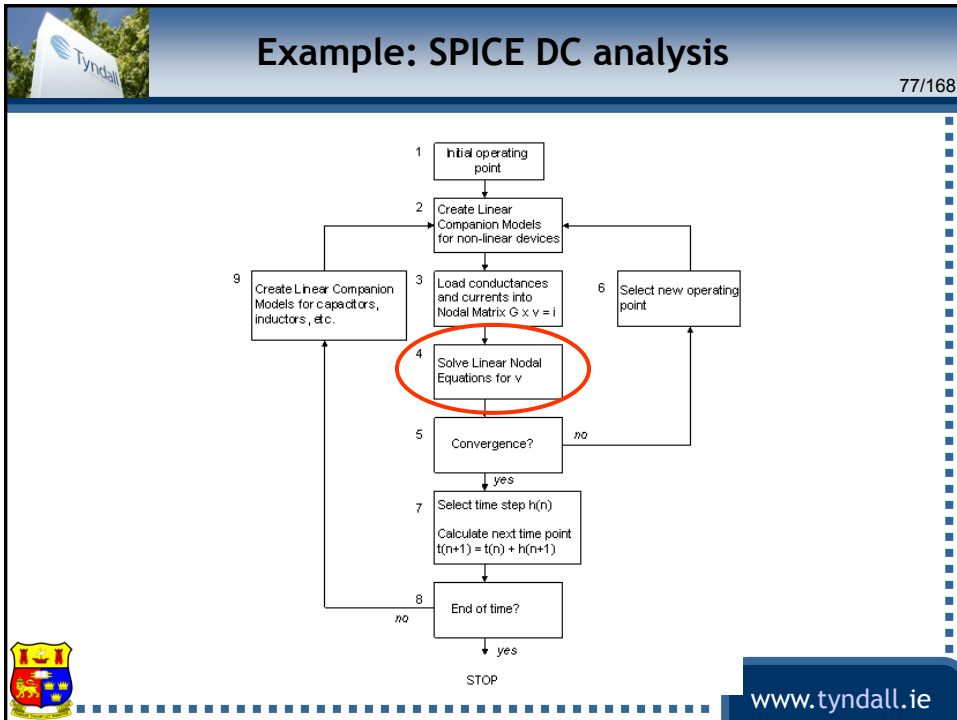 Tyndall
Example: SPICE DC analysis
77/168
1
Initial operating
point
2
Create Linear
Companion Models
for non-linear devices
9
Create Linear Companion
Models for capacitors,
inductors, etc.
3
Load conductances
and currents into
Nodal Matrix G x v = i
6
Select new operating
point
4
Solve Linear Nodal
Equations for v
5
Convergence?
no
yes
7
Select time step h(n)
Calculate next time point
t(n+1) = t(n) + h(n+1)
8
End of time?
no
yes
STOP
www.tyndall.ie